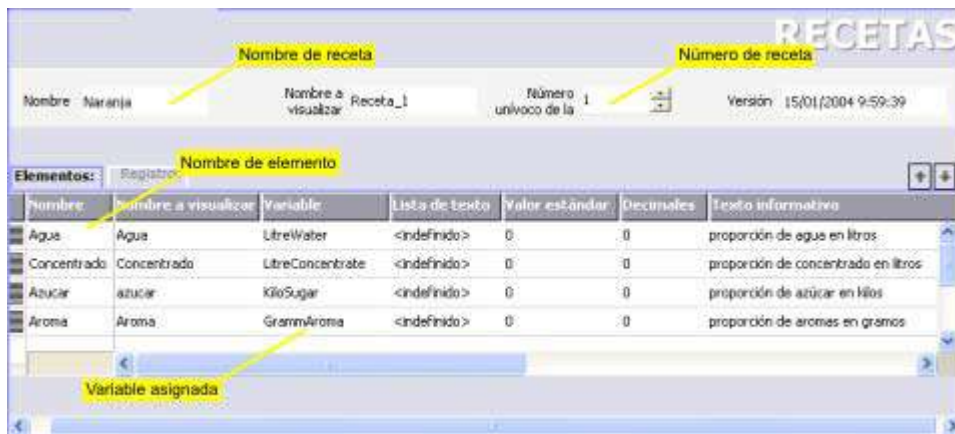 RECETAS
Nombre de receta
Número de receta
Nombre Naranja
Nombre a visualizar Receta_1
Número unívoco de la 1
Versión 15/01/2004 9:59:39
Nombre de elemento
Elementos:
Nombre Nombre a visualizar Variable Lista de texto Valor estándar Decimales Texto informativo
Agua Agua LitreWater <indefinido> 0 0 proporción de agua en litros
Concentrado Concentrado LitreConcentrate <indefinido> 0 0 proporción de concentrado en litros
Azucar azucar KiloSugar <indefinido> 0 0 proporción de azúcar en kilos
Aroma Aroma GrammAroma <indefinido> 0 0 proporción de aromas en gramos
Variable asignada